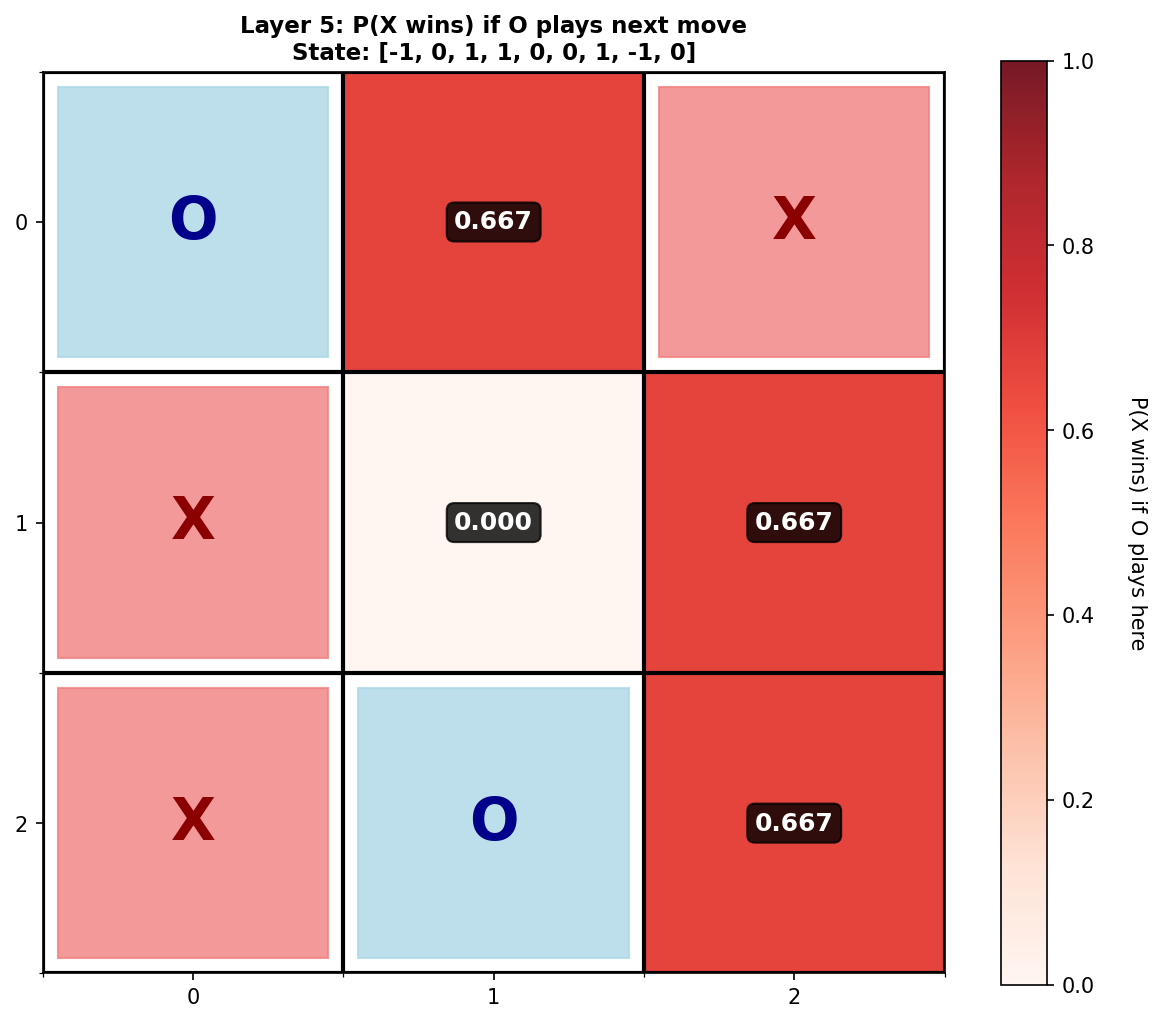 Layer 5: P(X wins) if O plays next move
State: [-1, 0, 1, 1, 0, 0, 1, -1, 0]
0
O
0.667
X
1
X
0.000
0.667
2
X
O
0.667
0
1
2
1.0
0.8
0.6
0.4
0.2
0.0
P(X wins) if O plays here